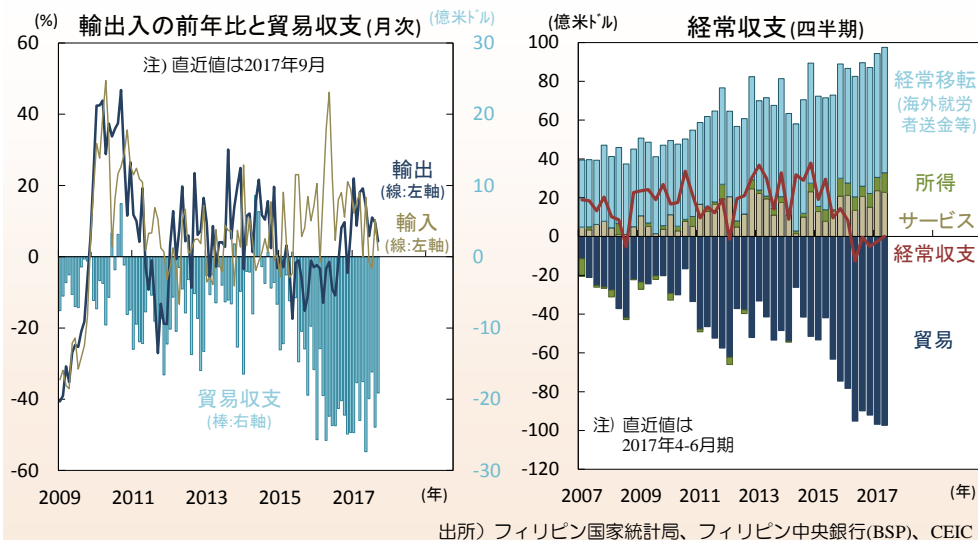 輸出入の前年比と貿易収支(月次)
(%)
(億米ドル)
注) 直近値は2017年9月
輸出
(線:左軸)
輸入
(線:左軸)
貿易収支
(棒:右軸)
60
40
20
0
-20
-40
-60
30
20
10
0
-10
-20
-30
2009
2011
2013
2015
2017
(年)
経常収支(四半期)
(億米ドル)
経常移転
(海外就労
者送金等)
所得
サービス
経常収支
貿易
注) 直近値は
2017年4-6月期
100
80
60
40
20
0
-20
-40
-60
-80
-100
-120
2007
2009
2011
2013
2015
2017
(年)
出所）フィリピン国家統計局、フィリピン中央銀行(BSP)、CEIC